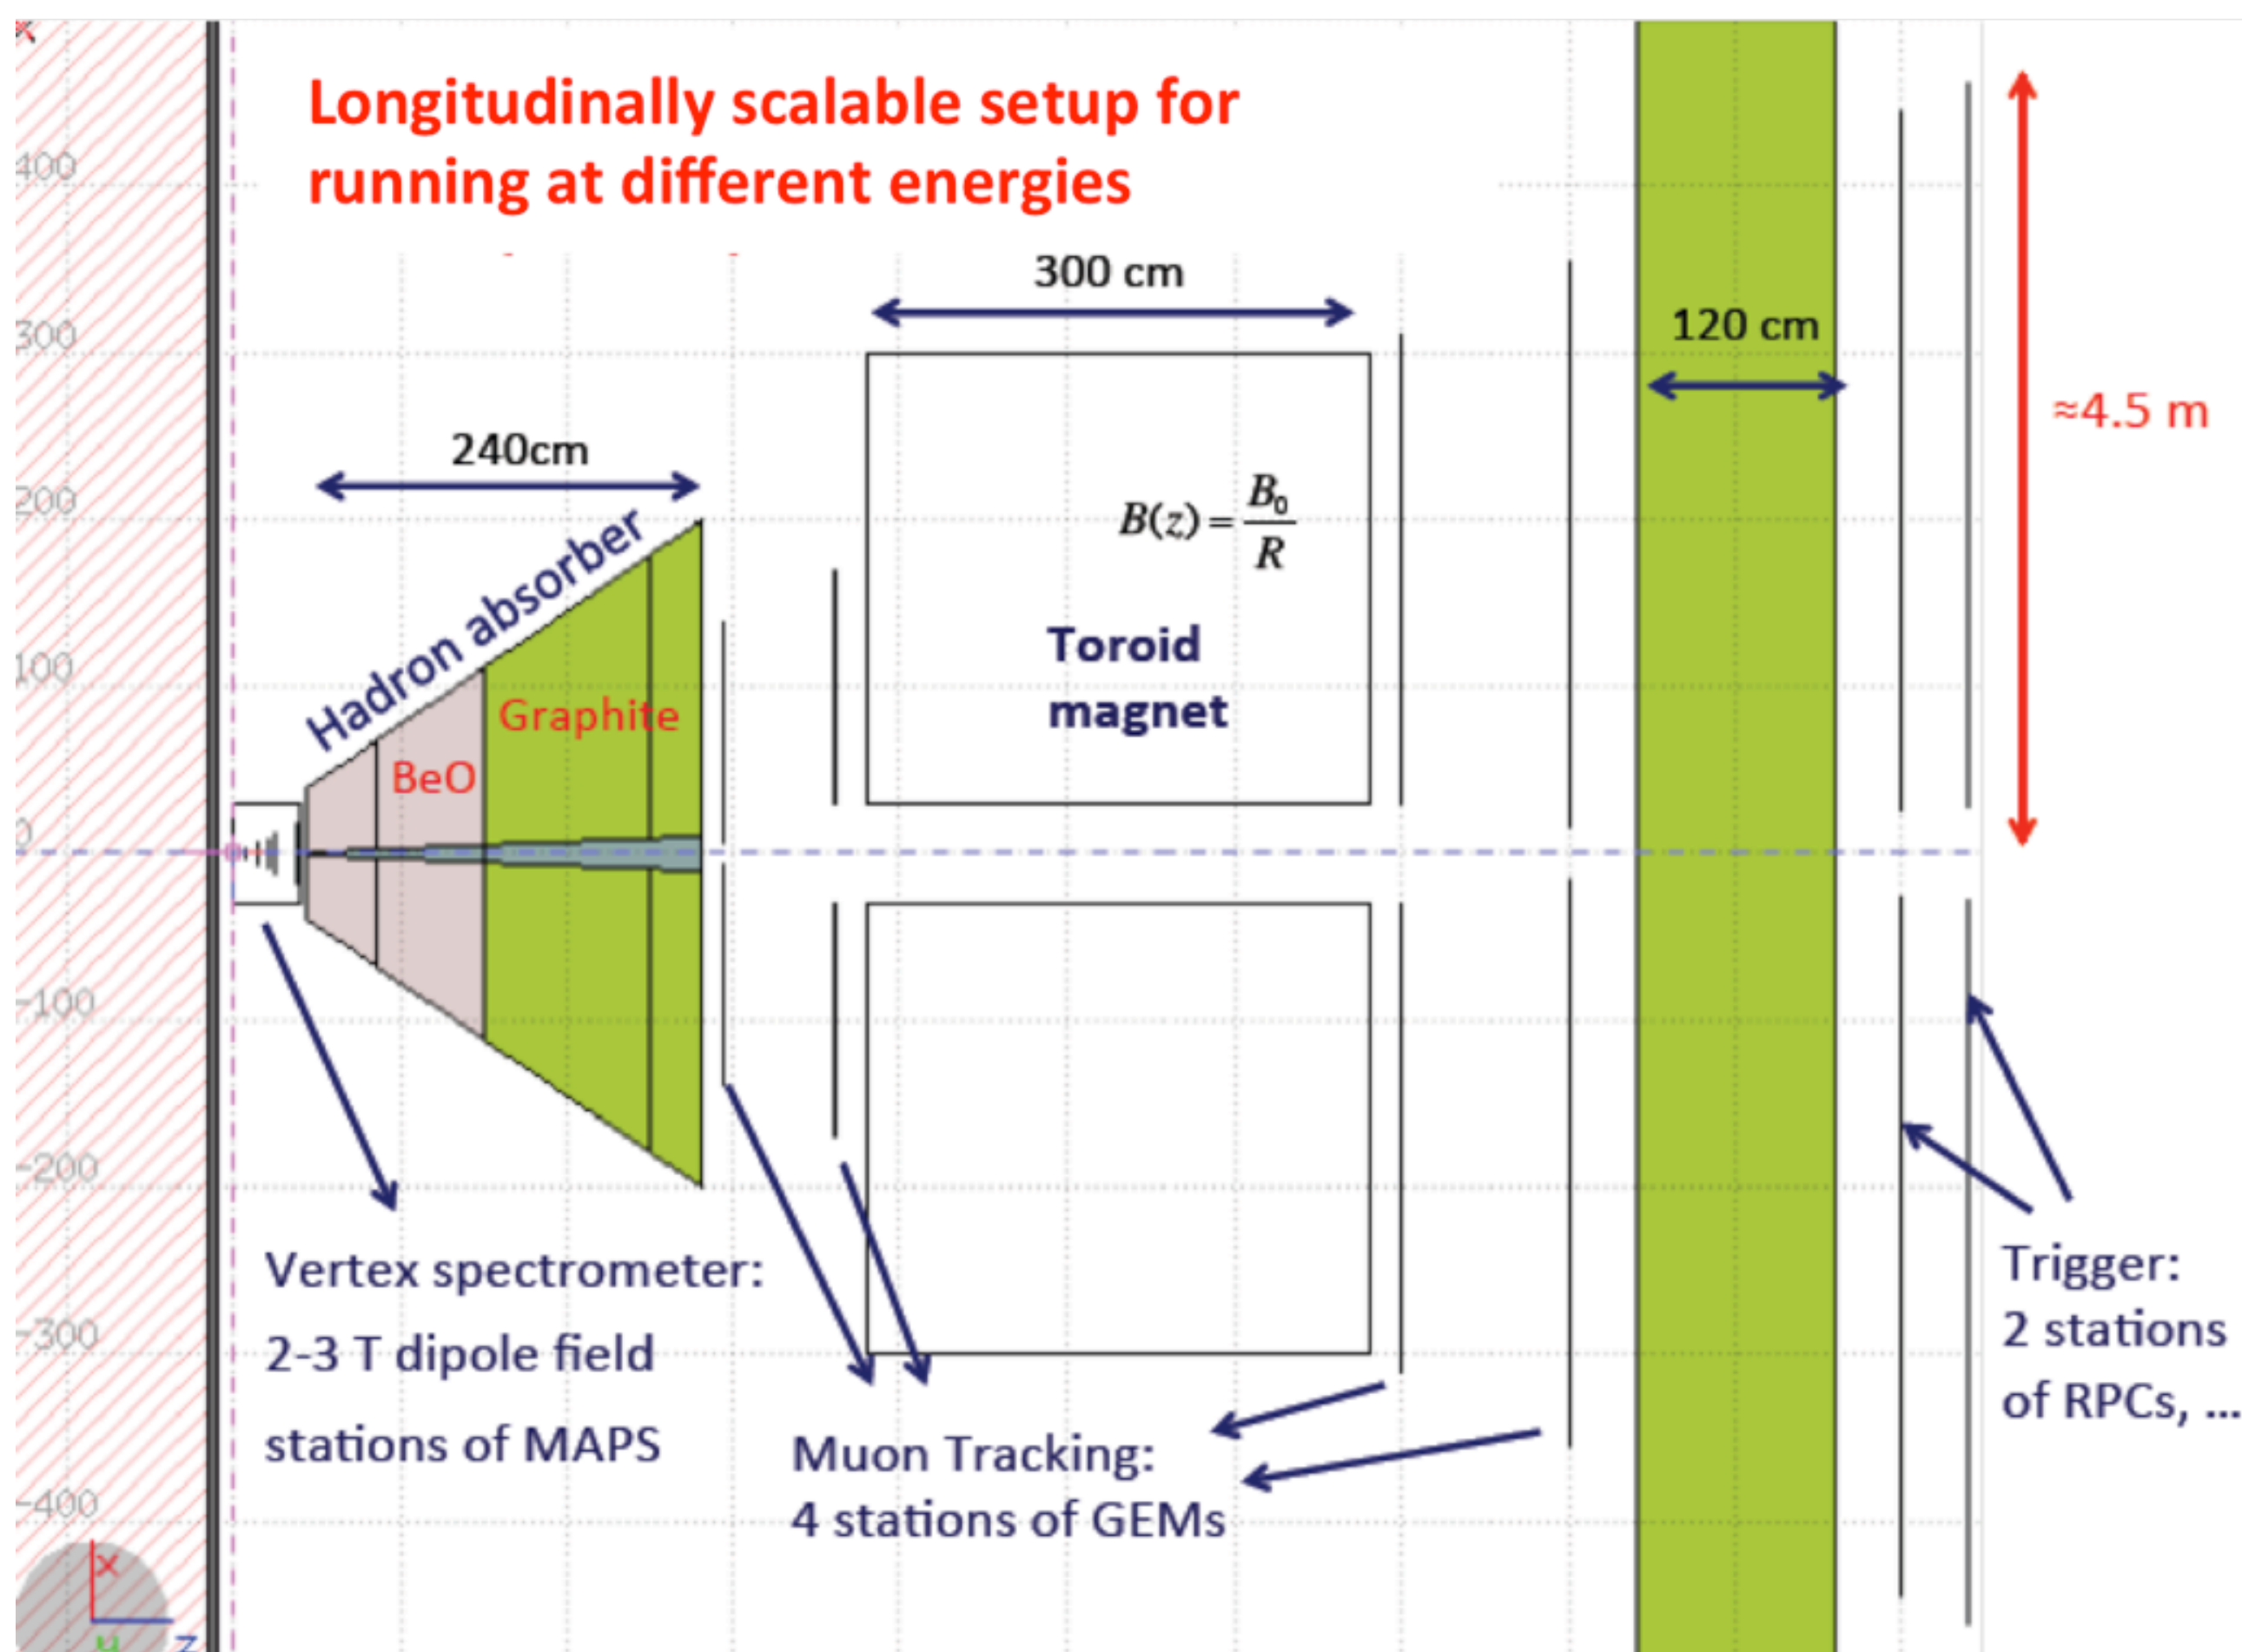 Longitudinally scalable setup for
running at different energies
400
300
200
100
0
-100
-200
-300
-400
300 cm
120 cm
≈4.5 m
240cm
Hadron absorber
B(z) = B₀/R
Toroid
magnet
Graphite
BeO
Vertex spectrometer:
2-3 T dipole field
stations of MAPS
Muon Tracking:
4 stations of GEMs
Trigger:
2 stations
of RPCs, ...
x
z